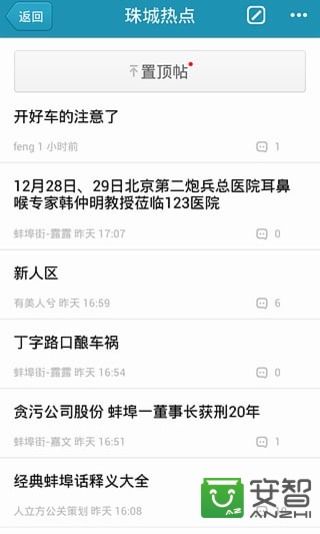 返回
珠城热点
置顶帖
开好车的注意了
feng 1 小时前
1
12月28日、29日北京第二炮兵总医院耳鼻
喉专家韩仲明教授莅临123医院
蚌埠街-露露 昨天 17:07
0
新人区
有美人兮 昨天 16:59
6
丁字路口酿车祸
蚌埠街-露露 昨天 16:54
0
贪污公司股份 蚌埠一董事长获刑20年
蚌埠街-嘉文 昨天 16:51
1
经典蚌埠话释义大全
人立方公关策划 昨天 16:08
AZ
安智
ANZHI